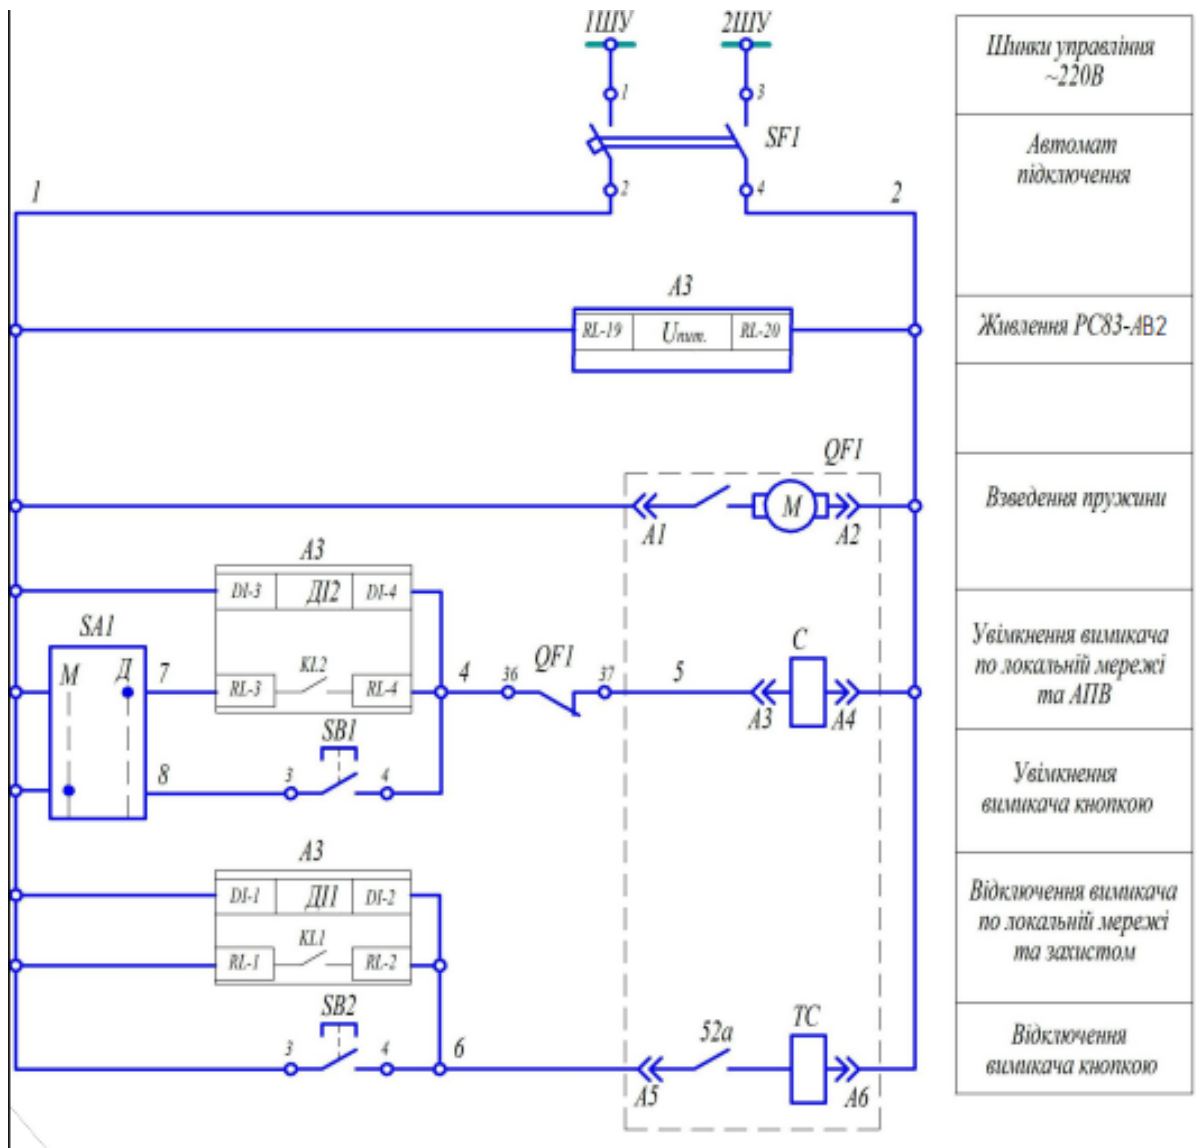 1ШУ 2ШУ
Шинки управління
~220В
1 3
SF1
Автомат
підключення
2 4
1 2
A3
RL-19 Uпит. RL-20
Живлення РС83-АВ2
QF1
Взведення пружини
M
A1 A2
A3
DI-3 ДІ2 DI-4
SA1
М Д 7
KL2
RL-3 RL-4
4 36 QF1 37 5 C
A3 A4
Увімкнення вимикача
по локальній мережі
та АПВ
SB1
8 3 4
Увімкнення
вимикача кнопкою
A3
DI-1 ДІ1 DI-2
KL1
RL-1 RL-2
Відключення вимикача
по локальній мережі
та захистом
SB2
3 4 6 52a TC
A5 A6
Відключення
вимикача кнопкою